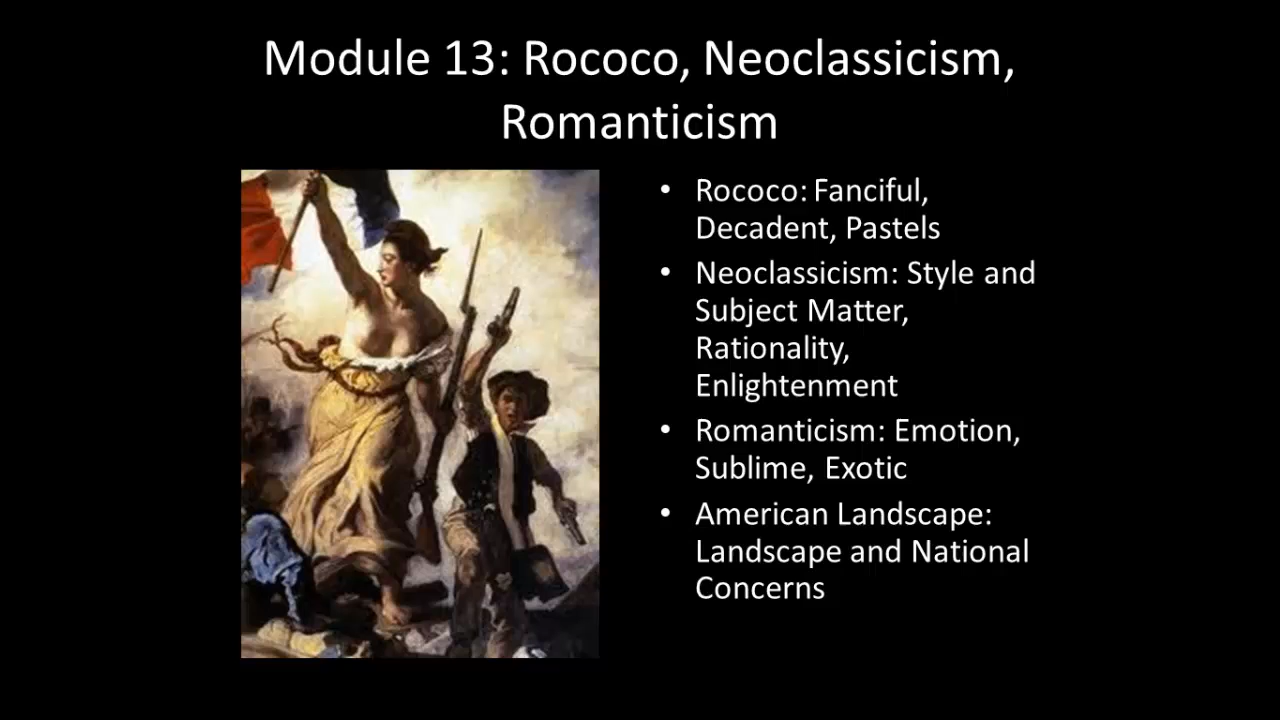 Module 13: Rococo, Neoclassicism,
Romanticism
• Rococo: Fanciful,
Decadent, Pastels
• Neoclassicism: Style and
Subject Matter,
Rationality,
Enlightenment
• Romanticism: Emotion,
Sublime, Exotic
• American Landscape:
Landscape and National
Concerns